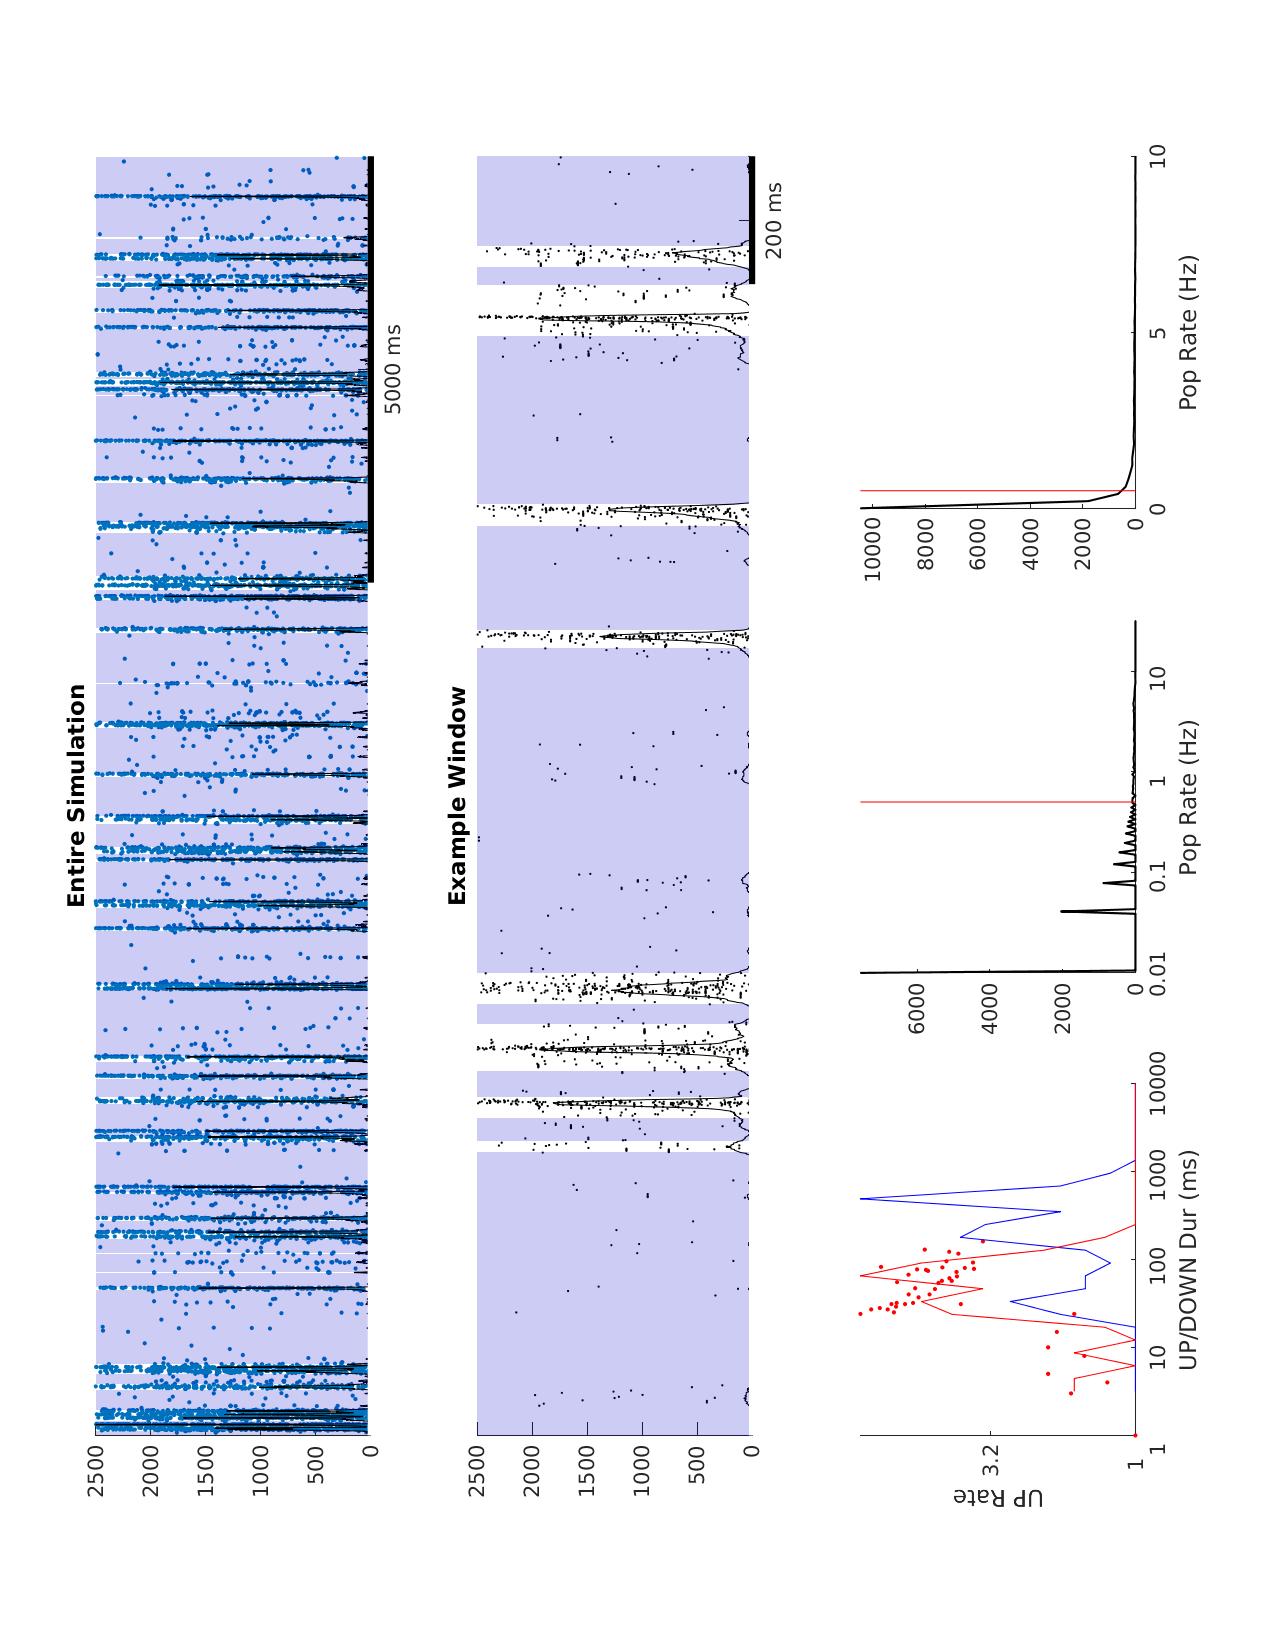 Entire Simulation
2500
2000
1500
1000
500
0
5000 ms
Example Window
2500
2000
1500
1000
500
0
200 ms
UP Rate
3.2
1
1 10 100 1000 10000
UP/DOWN Dur (ms)
6000
4000
2000
0
0.01 0.1 1 10
Pop Rate (Hz)
10000
8000
6000
4000
2000
0
0 5 10
Pop Rate (Hz)